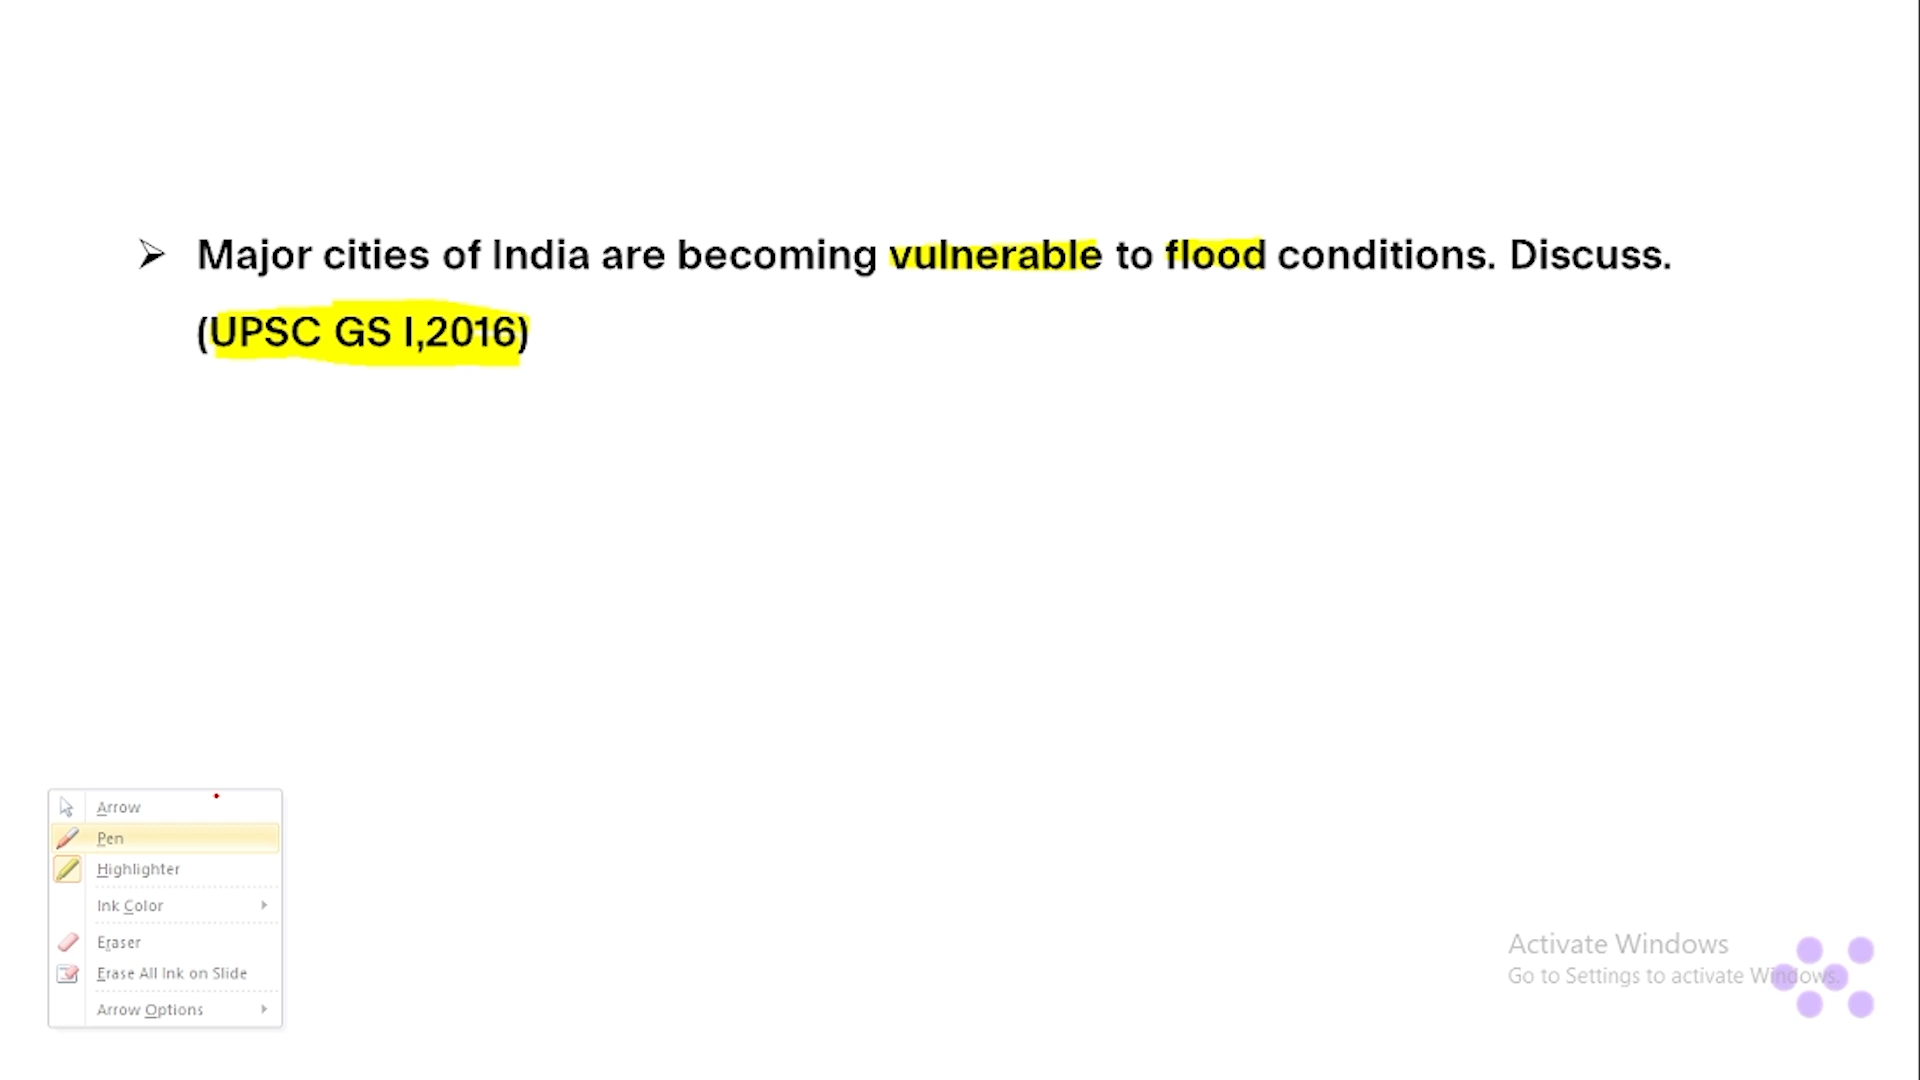 ➢ Major cities of India are becoming vulnerable to flood conditions. Discuss.
(UPSC GS I,2016)
Arrow
Pen
Highlighter
Ink Color
Eraser
Erase All Ink on Slide
Arrow Options
Activate Windows
Go to Settings to activate Windows.